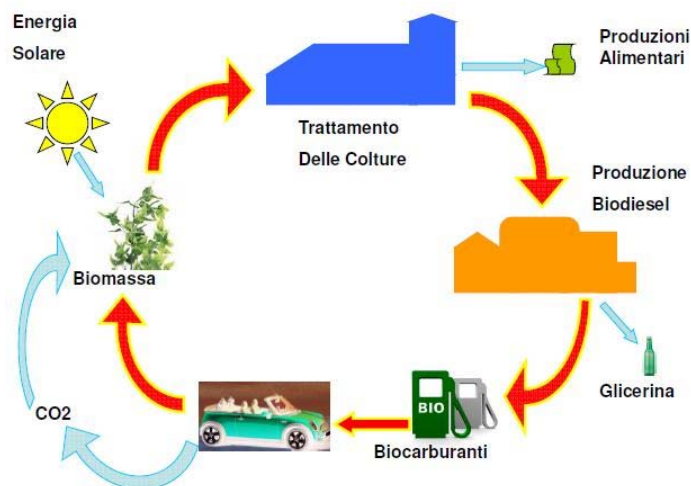 Energia
Solare
Produzioni
Alimentari
Trattamento
Delle Colture
Produzione
Biodiesel
Biomassa
Glicerina
CO2
BIO
Biocarburanti